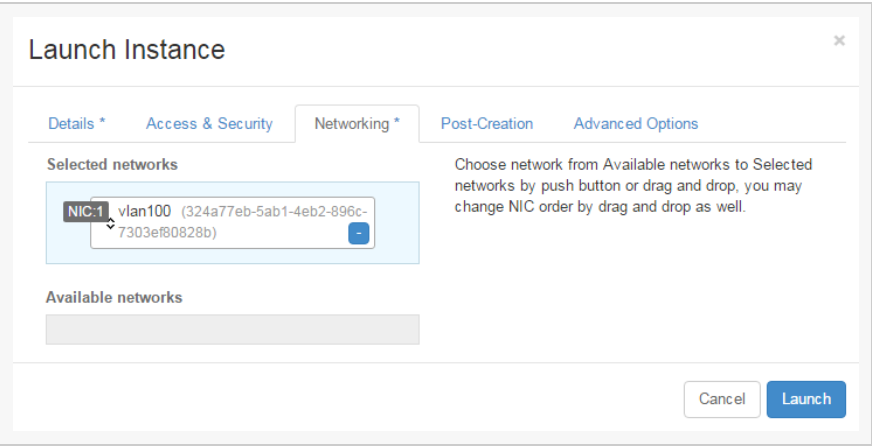 Launch Instance
×
Details *
Access & Security
Networking *
Post-Creation
Advanced Options
Selected networks
NIC:1
vlan100 (324a77eb-5ab1-4eb2-896c-
7303ef80828b)
-
Choose network from Available networks to Selected
networks by push button or drag and drop, you may
change NIC order by drag and drop as well.
Available networks
Cancel
Launch